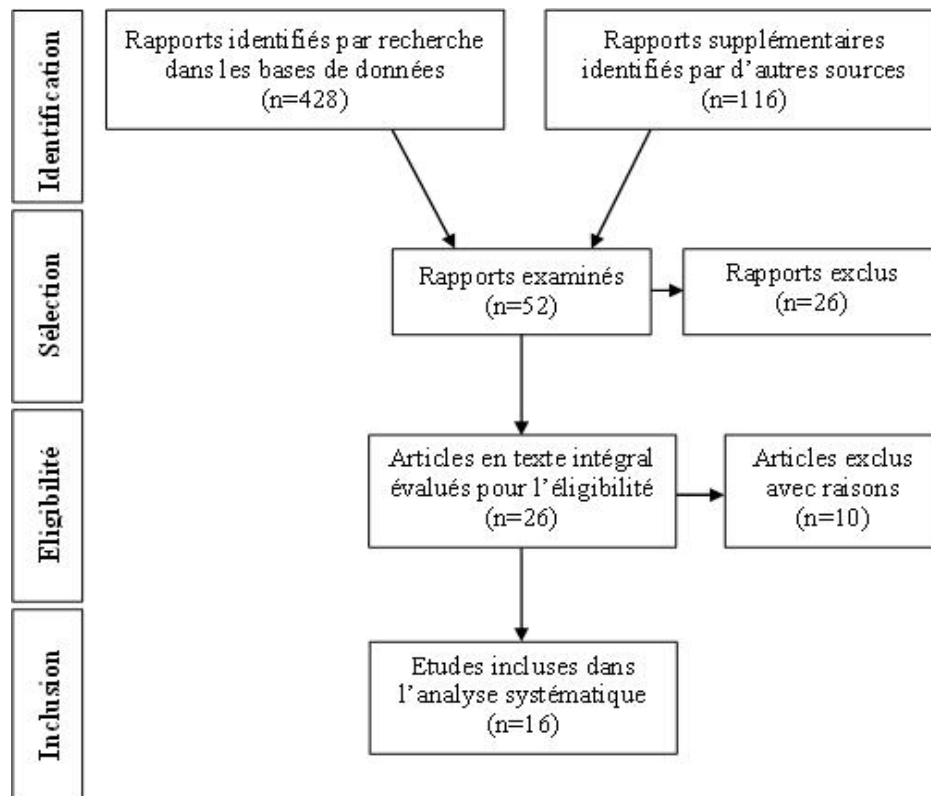 Identification
Rapports identifiés par recherche
dans les bases de données
(n=428)
Rapports supplémentaires
identifiés par d’autres sources
(n=116)
Sélection
Rapports examinés
(n=52)
Rapports exclus
(n=26)
Eligibilité
Articles en texte intégral
évalués pour l’éligibilité
(n=26)
Articles exclus
avec raisons
(n=10)
Inclusion
Etudes incluses dans
l’analyse systématique
(n=16)